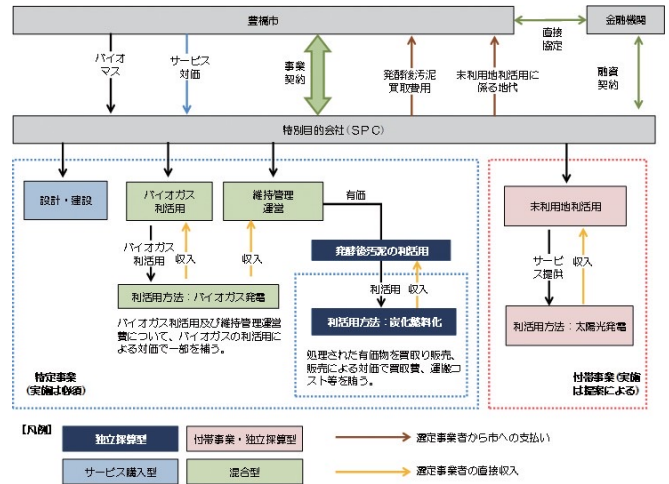 豊橋市
金融機関
直接
協定
バイオ
マス
サービス
対価
事業
契約
発酵後汚泥
買取費用
未利用地利活用に
係る地代
融資
契約
特別目的会社(SPC)
設計・建設
バイオガス
利活用
維持管理
運営
有価
未利用地利活用
バイオガス
利活用
収入
収入
発酵後汚泥の利活用
利活用
収入
サービ
ス提供
収入
利活用方法:バイオガス発電
利活用方法:炭化燃料化
利活用方法:太陽光発電
バイオガス利活用及び維持管理運営
費について、バイオガスの利活用に
よる対価で一部を補う。
処理された有価物を買取り販売、
販売による対価で買取費、運搬コ
スト等を賄う。
特定事業
(実施は必須)
付帯事業(実施
は提案による)
【凡例】
独立採算型
付帯事業・独立採算型
選定事業者から市への支払い
サービス購入型
混合型
選定事業者の直接収入